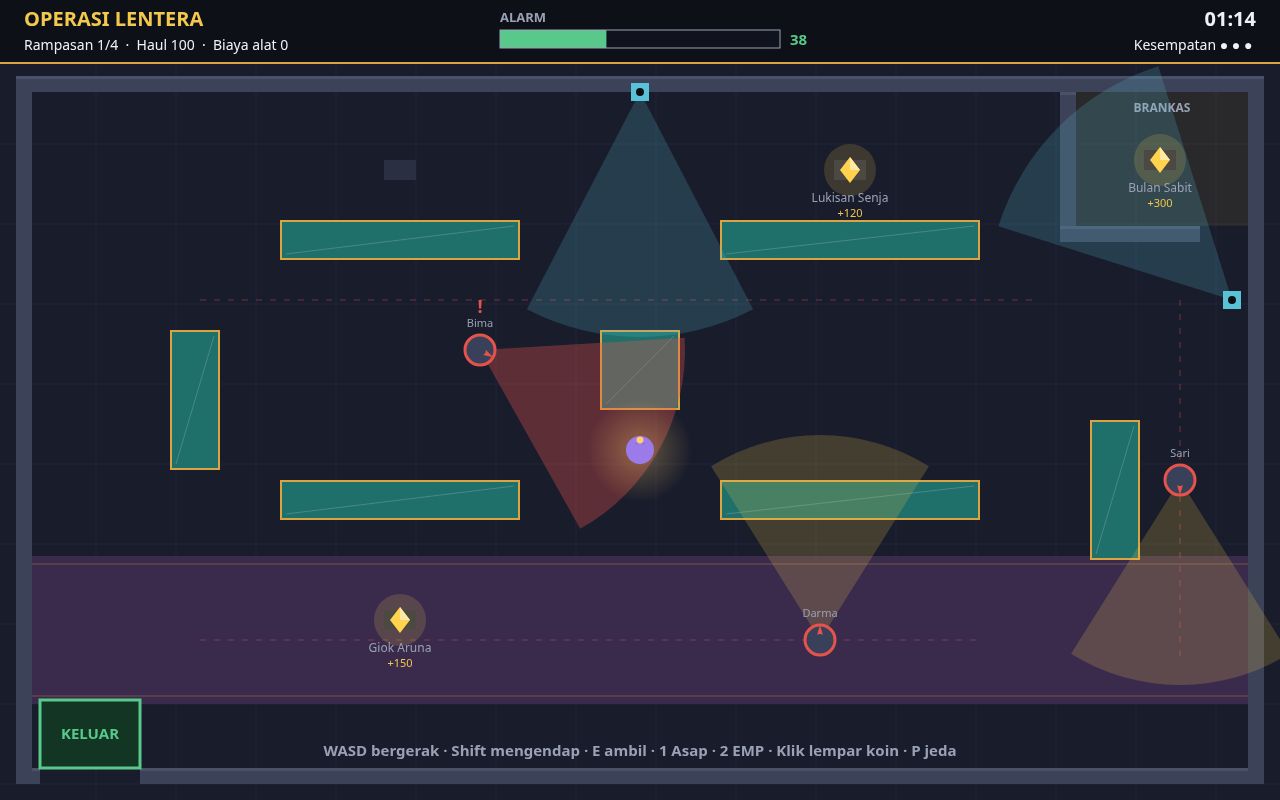 OPERASI LENTERA
Rampasan 1/4 · Haul 100 · Biaya alat 0
ALARM
38
01:14
Kesempatan ● ● ●
BRANKAS
Bulan Sabit
+300
Lukisan Senja
+120
!
Bima
Sari
Darma
Giok Aruna
+150
KELUAR
WASD bergerak · Shift mengendap · E ambil · 1 Asap · 2 EMP · Klik lempar koin · P jeda